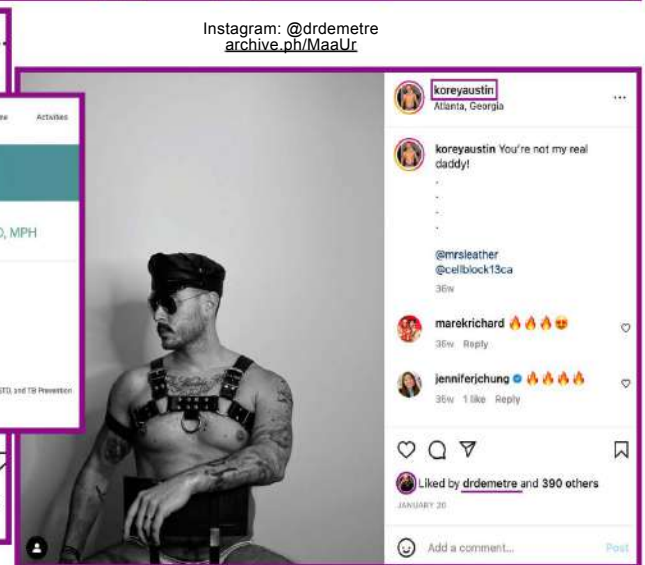 Instagram: @drdemetre
archive.ph/MaaUr
Activities
D, MPH
STD, and TB Prevention
koreyaustin
Atlanta, Georgia
koreyaustin You're not my real
daddy!
.
.
.
.
@mrsleather
@cellblock13ca
36w
marekrichard 🔥🔥🔥😍
36w Reply
jenniferjchung 🔥🔥🔥🔥
36w 1 like Reply
Liked by drdemetre and 390 others
JANUARY 20
Add a comment...
Post